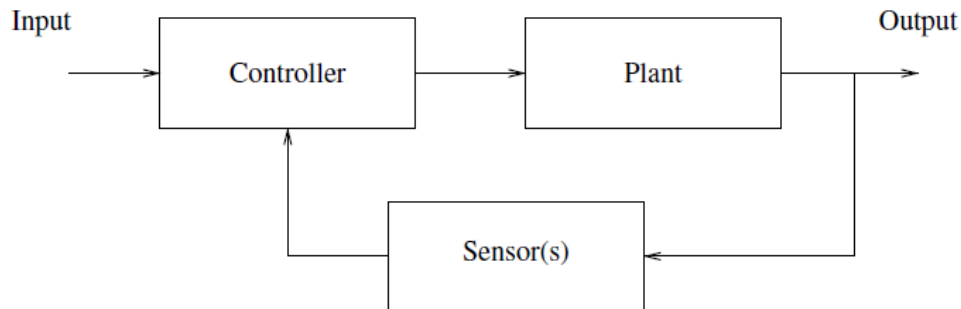 Input
Output
Controller
Plant
Sensor(s)